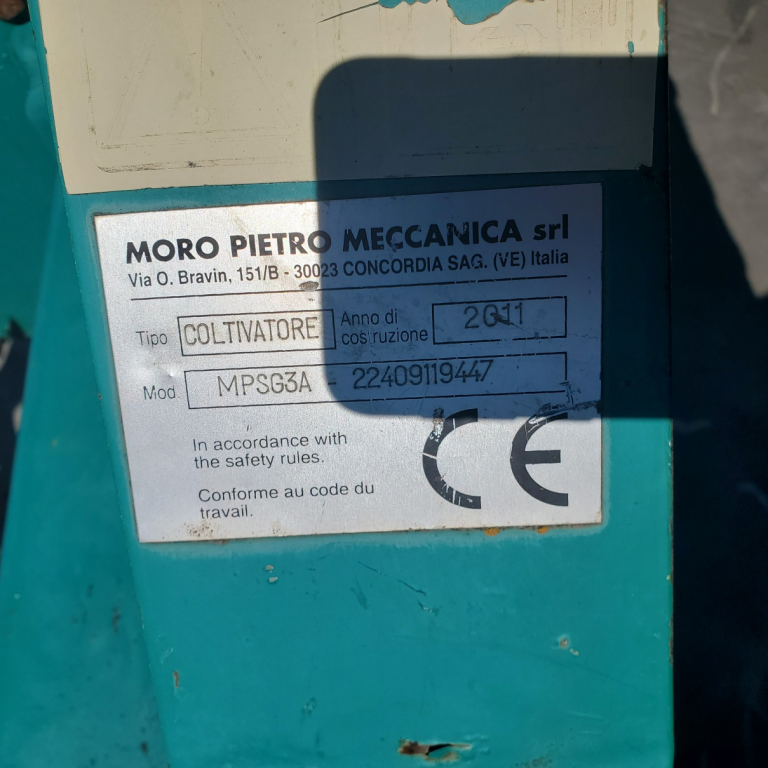 MORO PIETRO MECCANICA srl
Via O. Bravin, 151/B - 30023 CONCORDIA SAG. (VE) Italia
Tipo COLTIVATORE Anno di costruzione 2011
Mod. MPSG3A - 22409119447
In accordance with
the safety rules.
Conforme au code du
travail.
CE